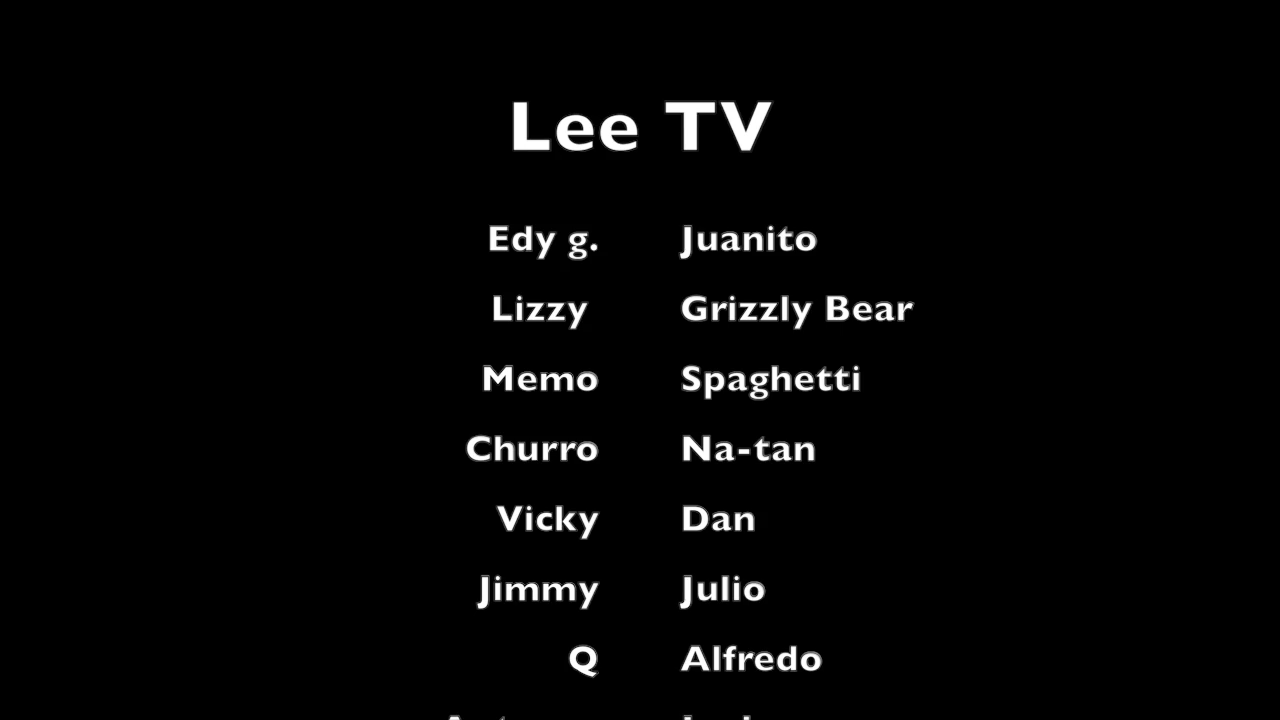 Lee TV
Edy g. Juanito
Lizzy Grizzly Bear
Memo Spaghetti
Churro Na-tan
Vicky Dan
Jimmy Julio
Q Alfredo